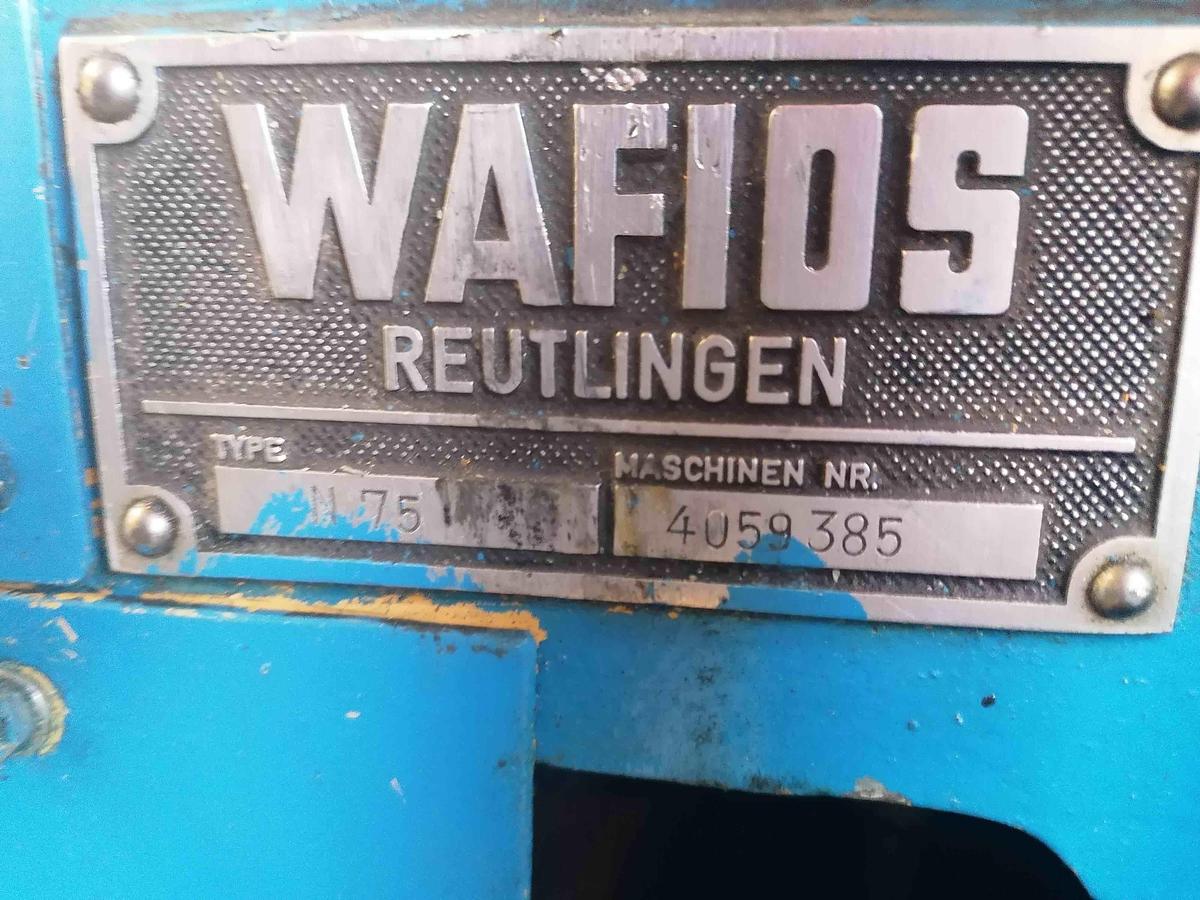 WAFIOS
REUTLINGEN
TYPE
N 75
MASCHINEN NR.
4059 385